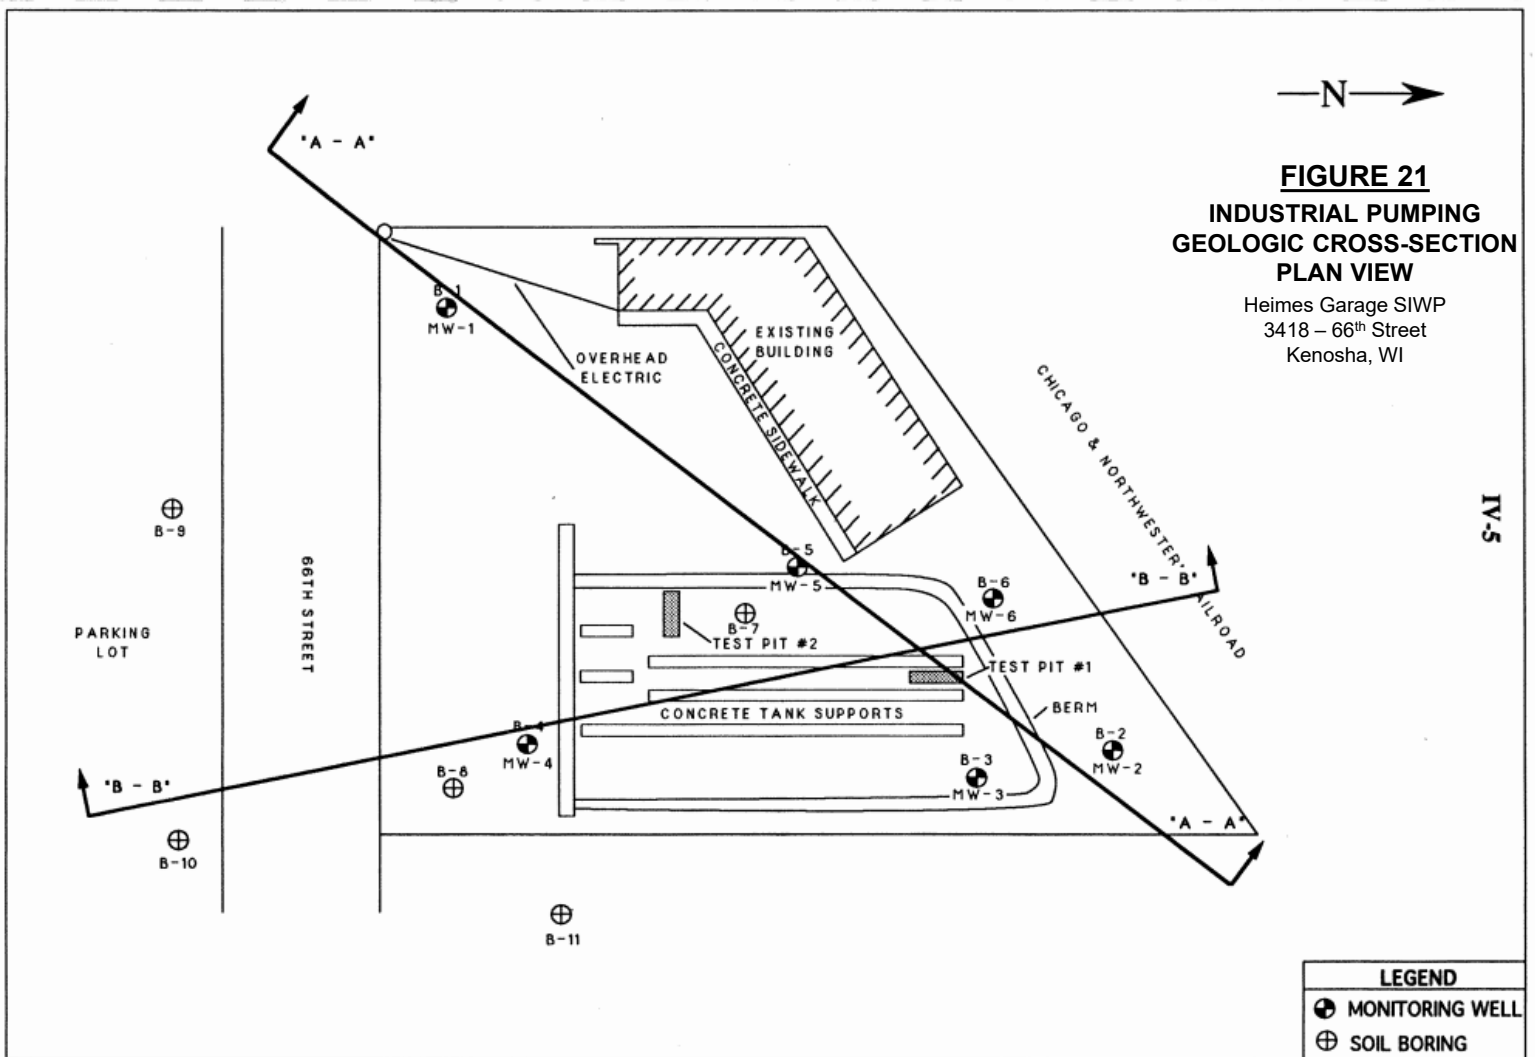 N
FIGURE 21
INDUSTRIAL PUMPING
GEOLOGIC CROSS-SECTION
PLAN VIEW
Heimes Garage SIWP
3418 – 66th Street
Kenosha, WI
"A - A"
B-1
MW-1
OVERHEAD
ELECTRIC
EXISTING
BUILDING
CONCRETE SIDEWALK
CHICAGO & NORTHWESTER
AILROAD
IV-5
B-9
66TH STREET
PARKING
LOT
B-5
MW-5
B-6
MW-6
"B - B"
B-7
TEST PIT #2
TEST PIT #1
CONCRETE TANK SUPPORTS
BERM
B-4
MW-4
B-8
B-2
MW-2
B-3
MW-3
"B - B"
"A - A"
B-10
B-11
LEGEND
MONITORING WELL
SOIL BORING